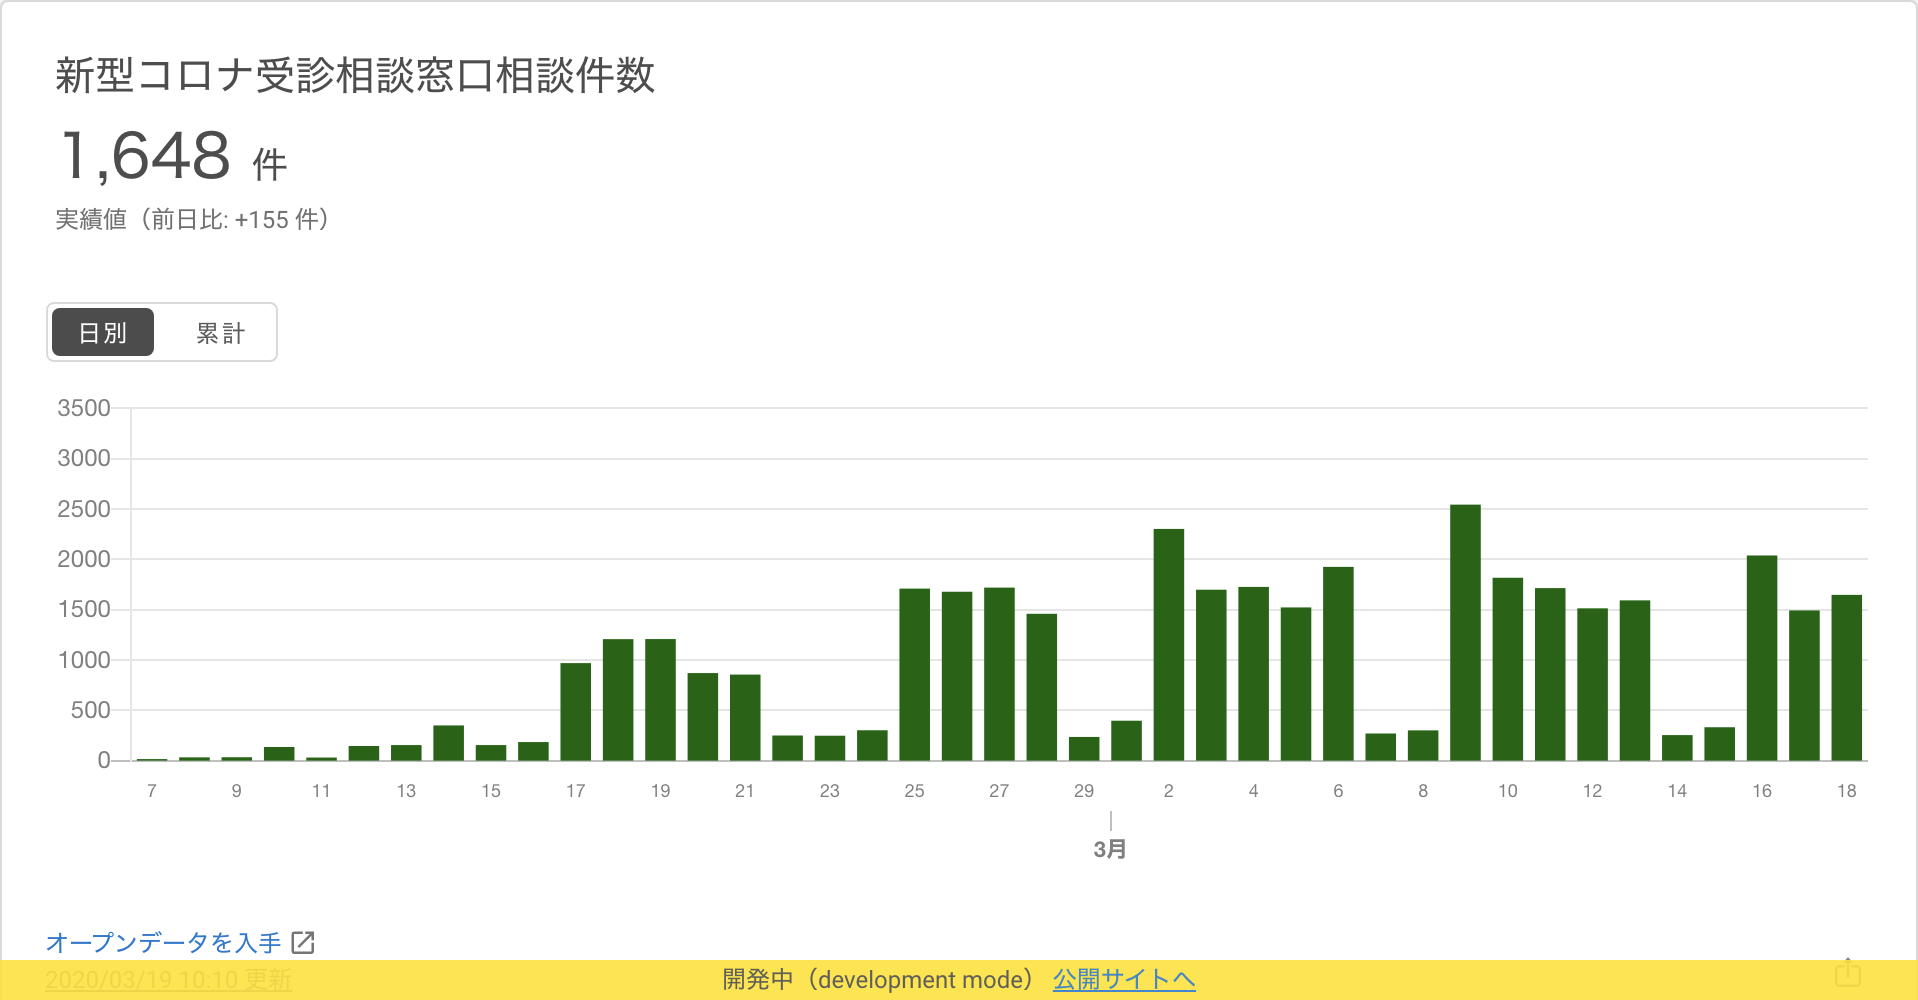 新型コロナ受診相談窓口相談件数
1,648 件
実績値（前日比: +155 件）
日別 累計
3500
3000
2500
2000
1500
1000
500
0
7 9 11 13 15 17 19 21 23 25 27 29 2 4 6 8 10 12 14 16 18
3月
オープンデータを入手
2020/03/19 10:10 更新
開発中（development mode） 公開サイトへ